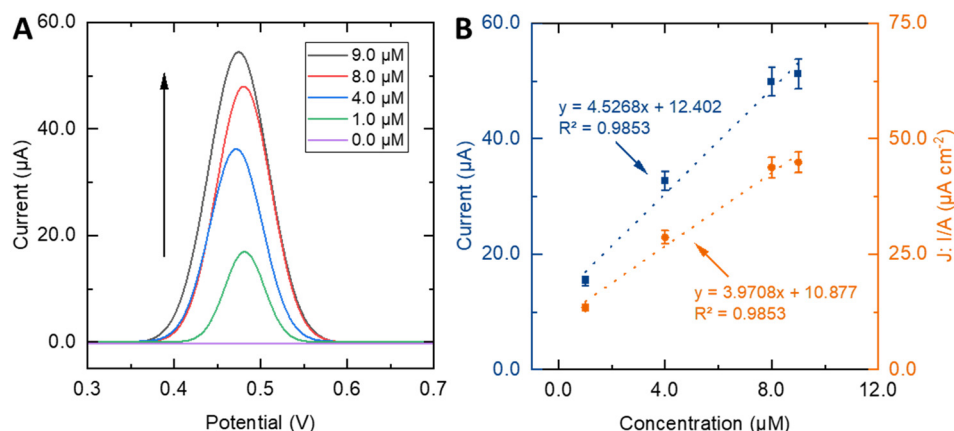 A
60.0
40.0
20.0
0.0
Current (µA)
9.0 µM
8.0 µM
4.0 µM
1.0 µM
0.0 µM
0.3 0.4 0.5 0.6 0.7
Potential (V)
B
60.0
40.0
20.0
0.0
Current (µA)
y = 4.5268x + 12.402
R² = 0.9853
y = 3.9708x + 10.877
R² = 0.9853
75.0
50.0
25.0
0.0
J: I/A (µA cm⁻²)
0.0 4.0 8.0 12.0
Concentration (µM)